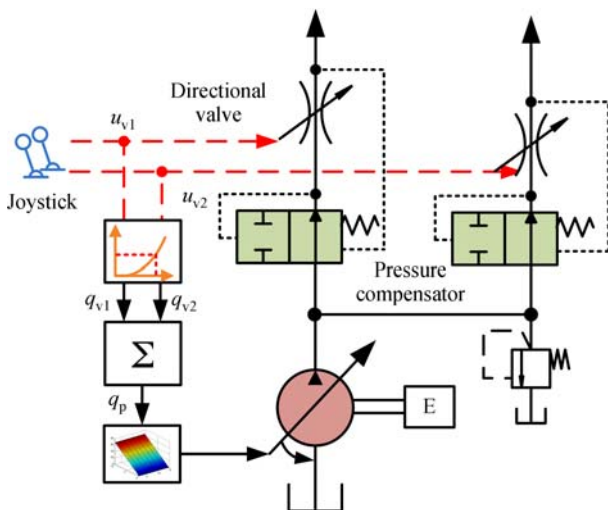 Directional
valve
u_v1
Joystick
u_v2
Pressure
compensator
q_v1 q_v2
Σ
q_p
E